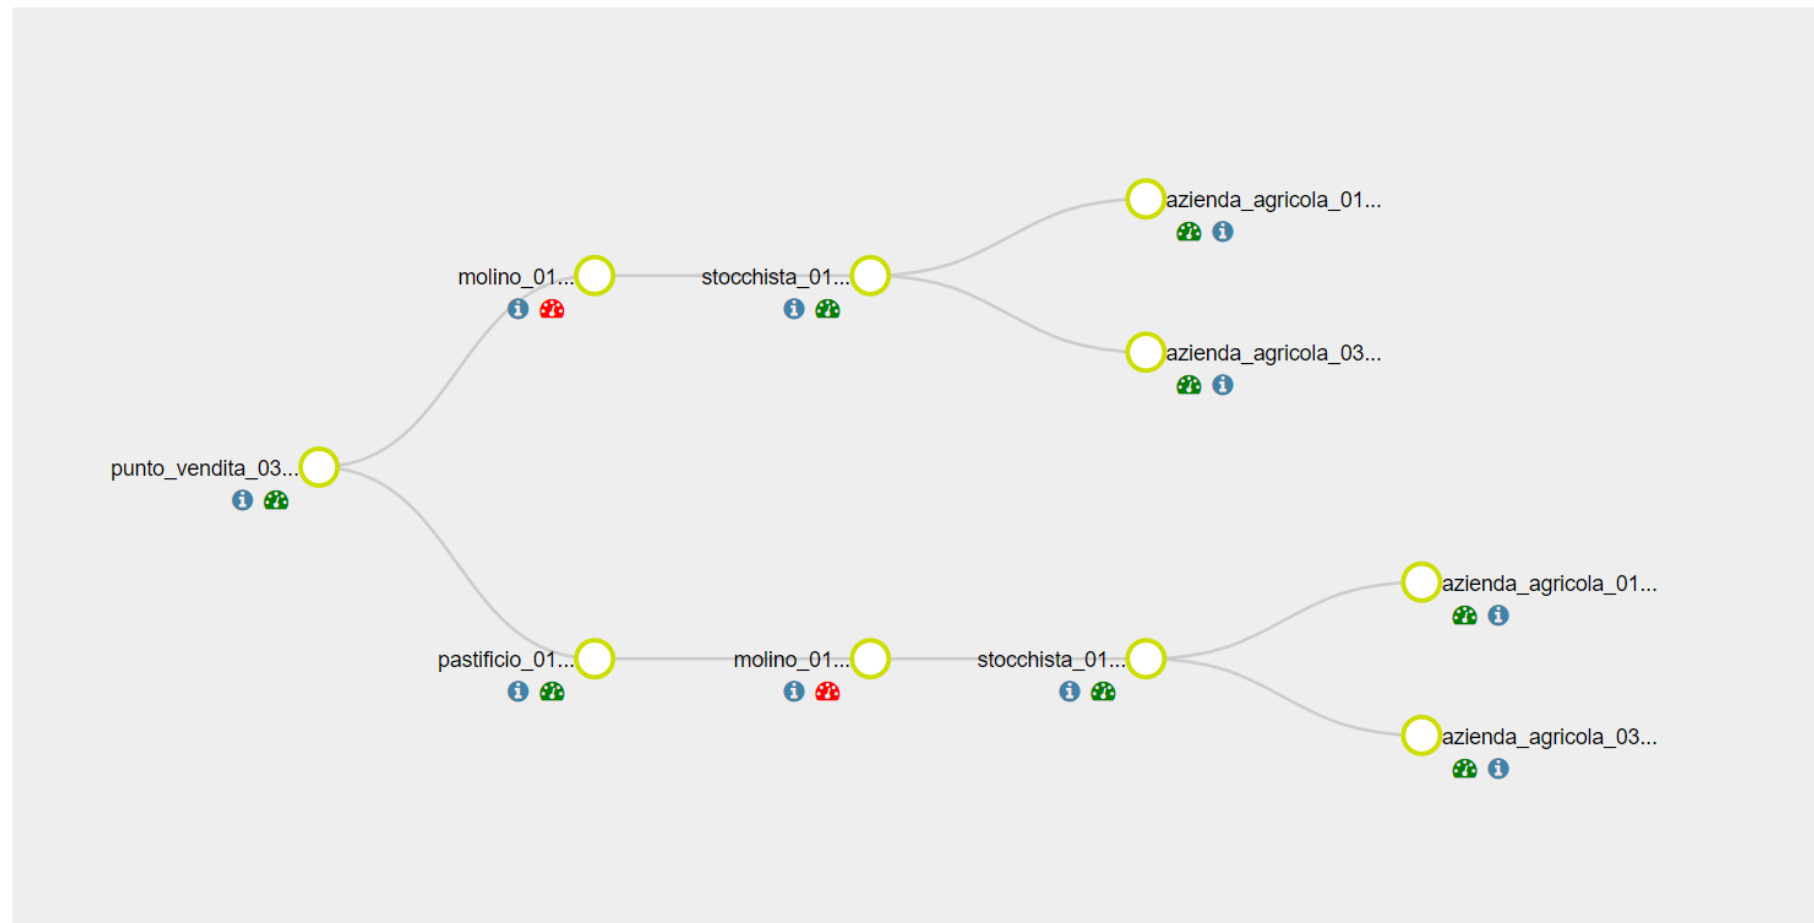 azienda_agricola_01...
molino_01...
stocchista_01...
azienda_agricola_03...
punto_vendita_03...
azienda_agricola_01...
pastificio_01...
molino_01...
stocchista_01...
azienda_agricola_03...